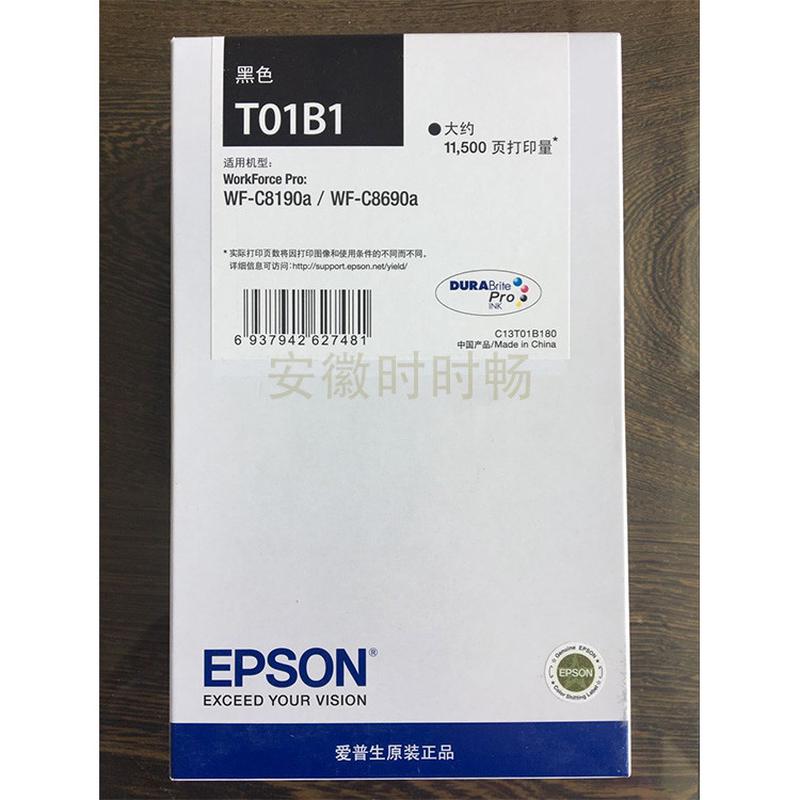 黑色
T01B1
●大约
11,500 页打印量*
适用机型:
WorkForce Pro:
WF-C8190a / WF-C8690a
* 实际打印页数将因打印图像和使用条件的不同而不同。
详细信息可访问:http://support.epson.net/yield/
DURABrite
Pro
INK
6 937942 627481
C13T01B180
中国产品/Made in China
安徽时时畅
EPSON®
EXCEED YOUR VISION
Genuine EPSON
EPSON
Color Shifting Label
爱普生原装正品